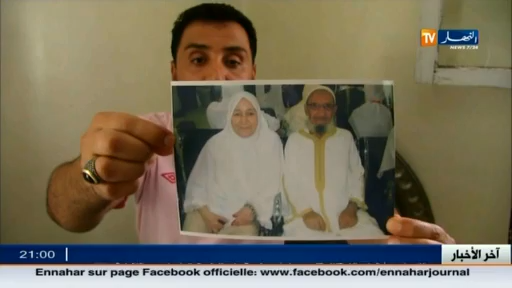 النهار TV
NEWS 7/24
21:00
آخر الأخبار
Ennahar sur page Facebook officielle: www.facebook.com/ennaharjournal